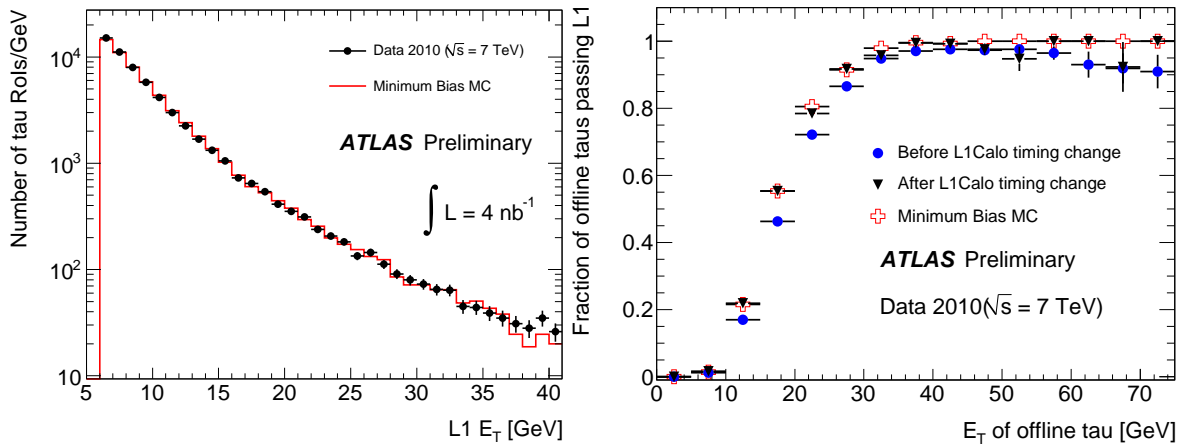 Number of tau RoIs/GeV
10^4
10^3
10^2
10
Data 2010 (√s = 7 TeV)
Minimum Bias MC
ATLAS Preliminary
∫ L = 4 nb^-1
5 10 15 20 25 30 35 40
L1 E_T [GeV]
Fraction of offline taus passing L1
1
0.8
0.6
0.4
0.2
0
Before L1Calo timing change
After L1Calo timing change
Minimum Bias MC
ATLAS Preliminary
Data 2010(√s = 7 TeV)
0 10 20 30 40 50 60 70
E_T of offline tau [GeV]